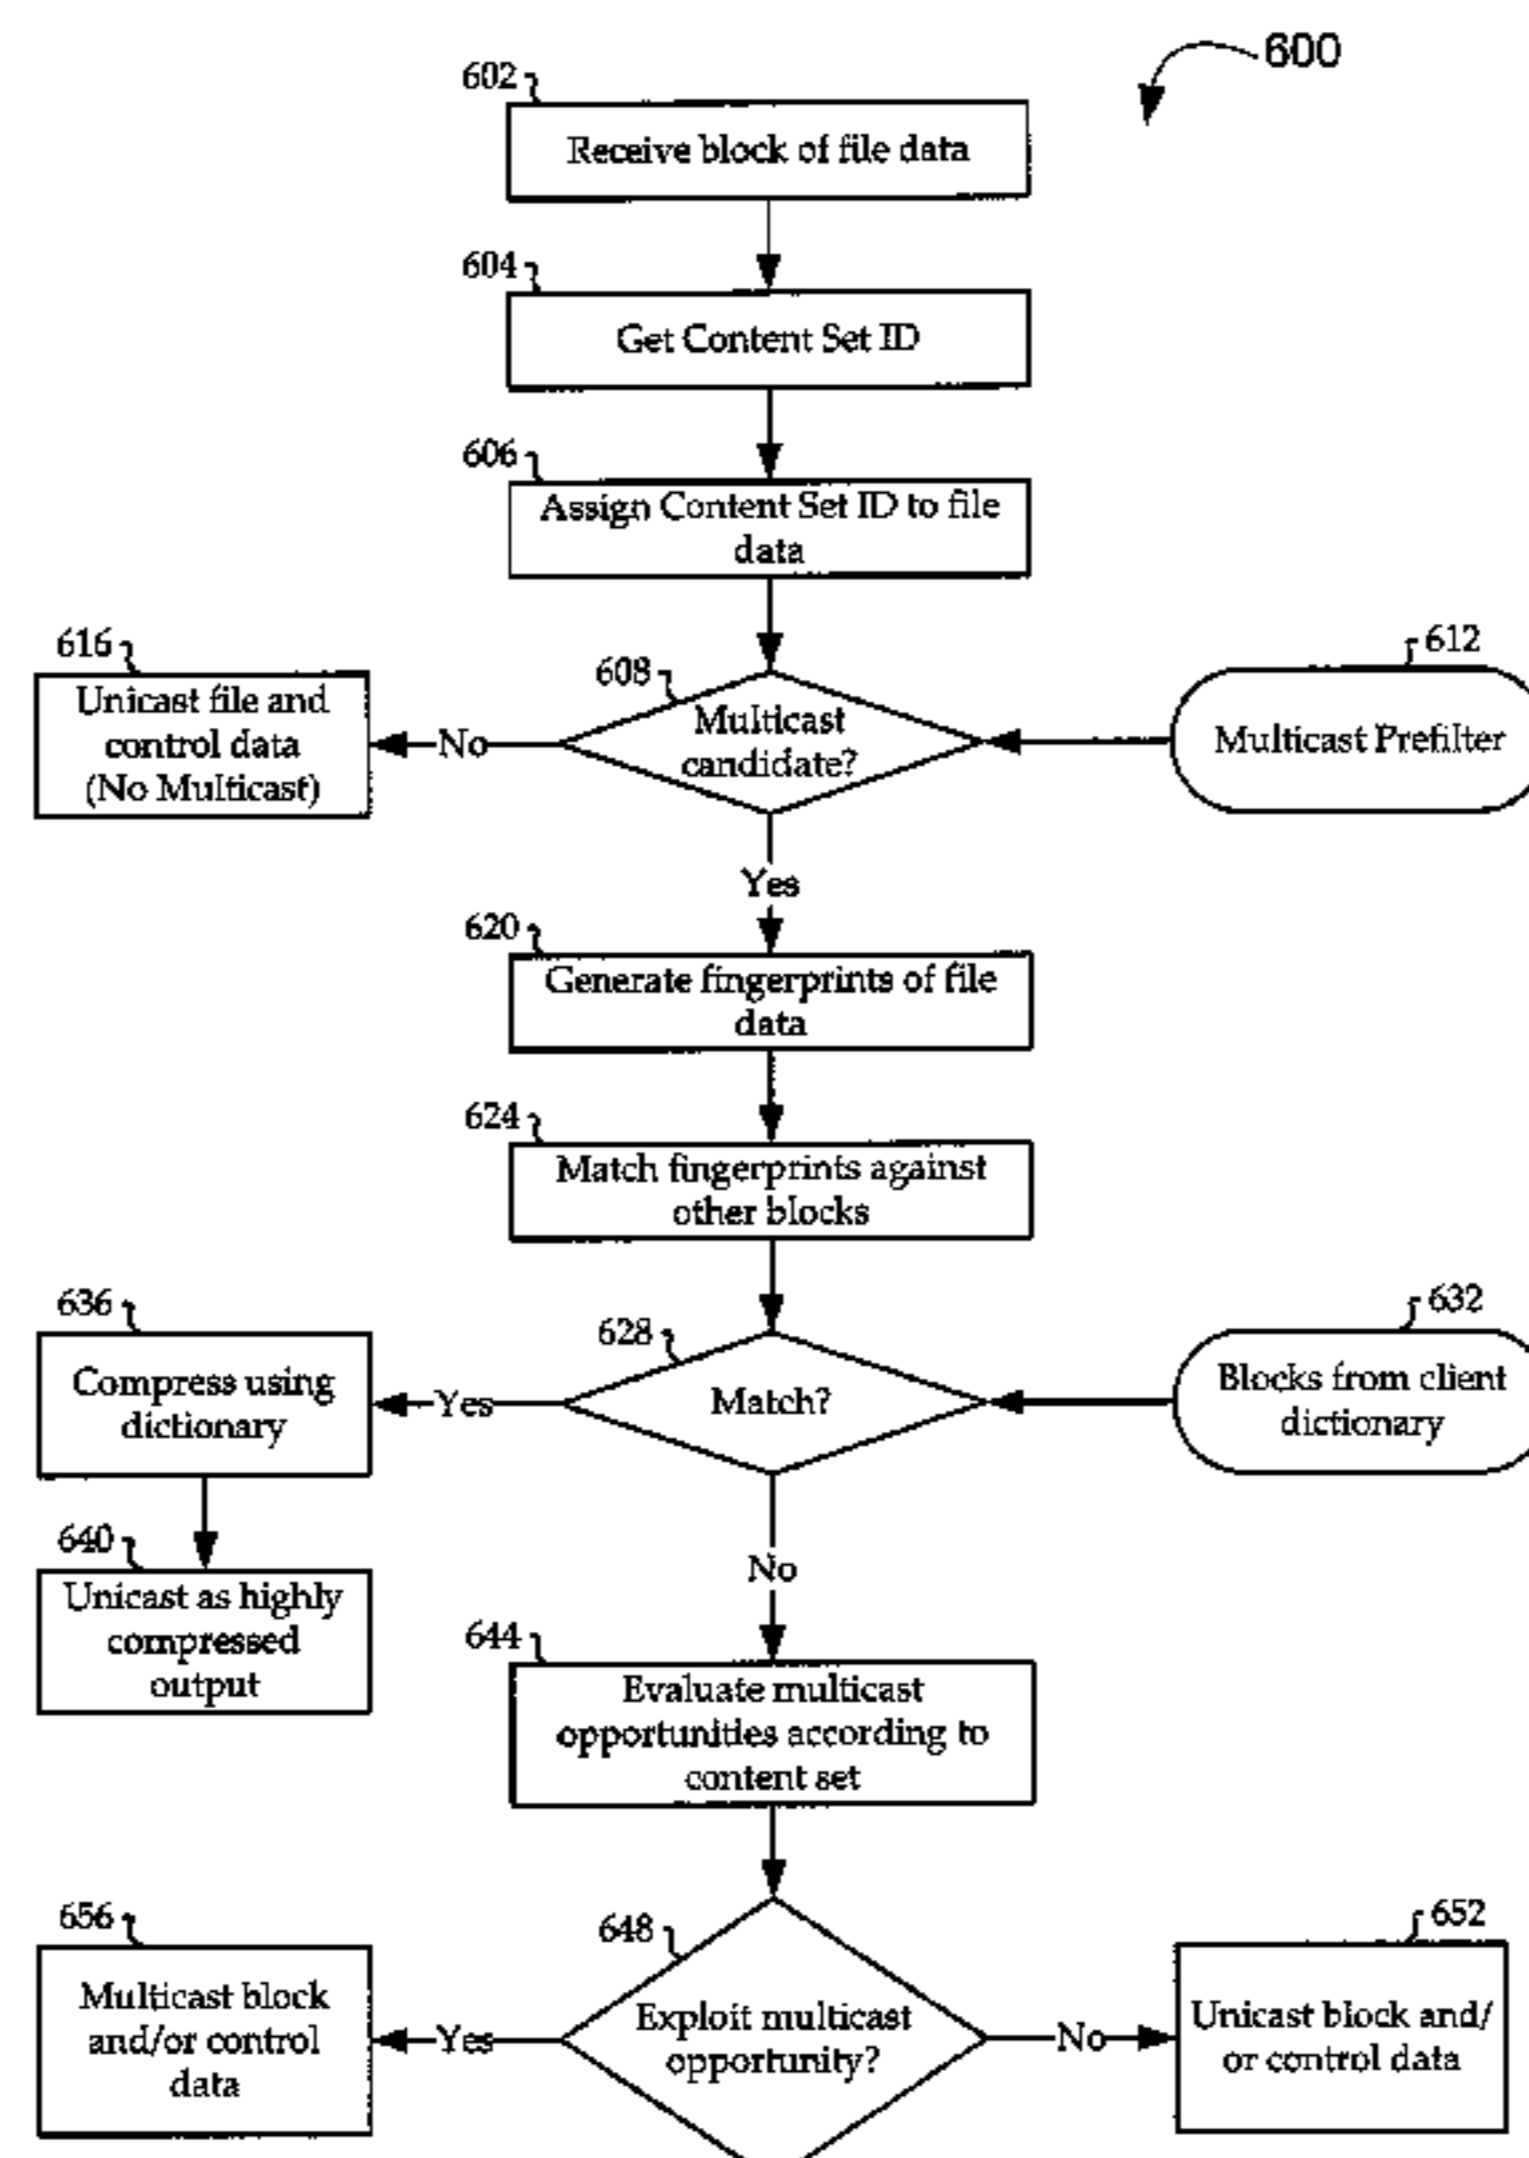 600
602
Receive block of file data
604
Get Content Set ID
606
Assign Content Set ID to file
data
616
Unicast file and
control data
(No Multicast)
No
608
Multicast
candidate?
612
Multicast Prefilter
Yes
620
Generate fingerprints of file
data
624
Match fingerprints against
other blocks
636
Compress using
dictionary
Yes
628
Match?
632
Blocks from client
dictionary
640
Unicast as highly
compressed
output
No
644
Evaluate multicast
opportunities according to
content set
656
Multicast block
and/or control
data
Yes
648
Exploit multicast
opportunity?
No
652
Unicast block and/
or control data